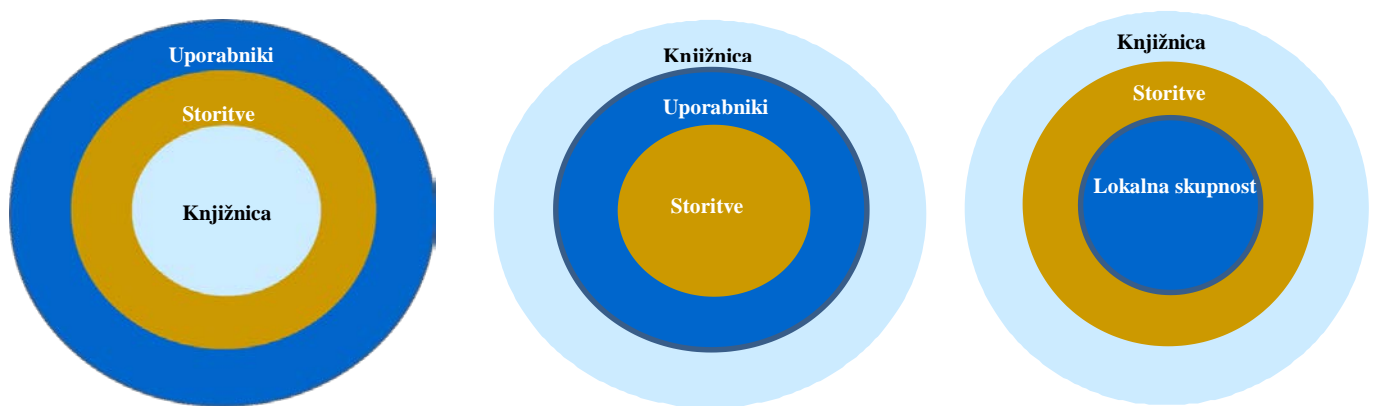 Uporabniki
Storitve
Knjižnica
Knjižnica
Uporabniki
Storitve
Knjižnica
Storitve
Lokalna skupnost